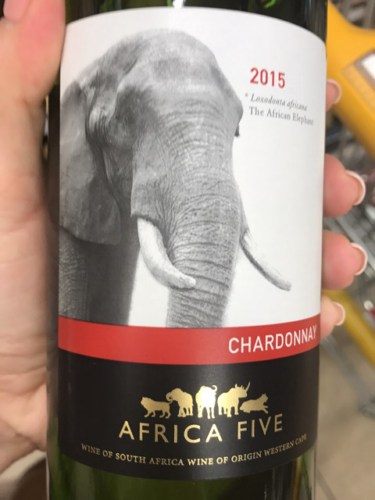 2015
* Loxodonta africana
The African Elephant
CHARDONNAY
AFRICA FIVE
WINE OF SOUTH AFRICA WINE OF ORIGIN WESTERN CAPE